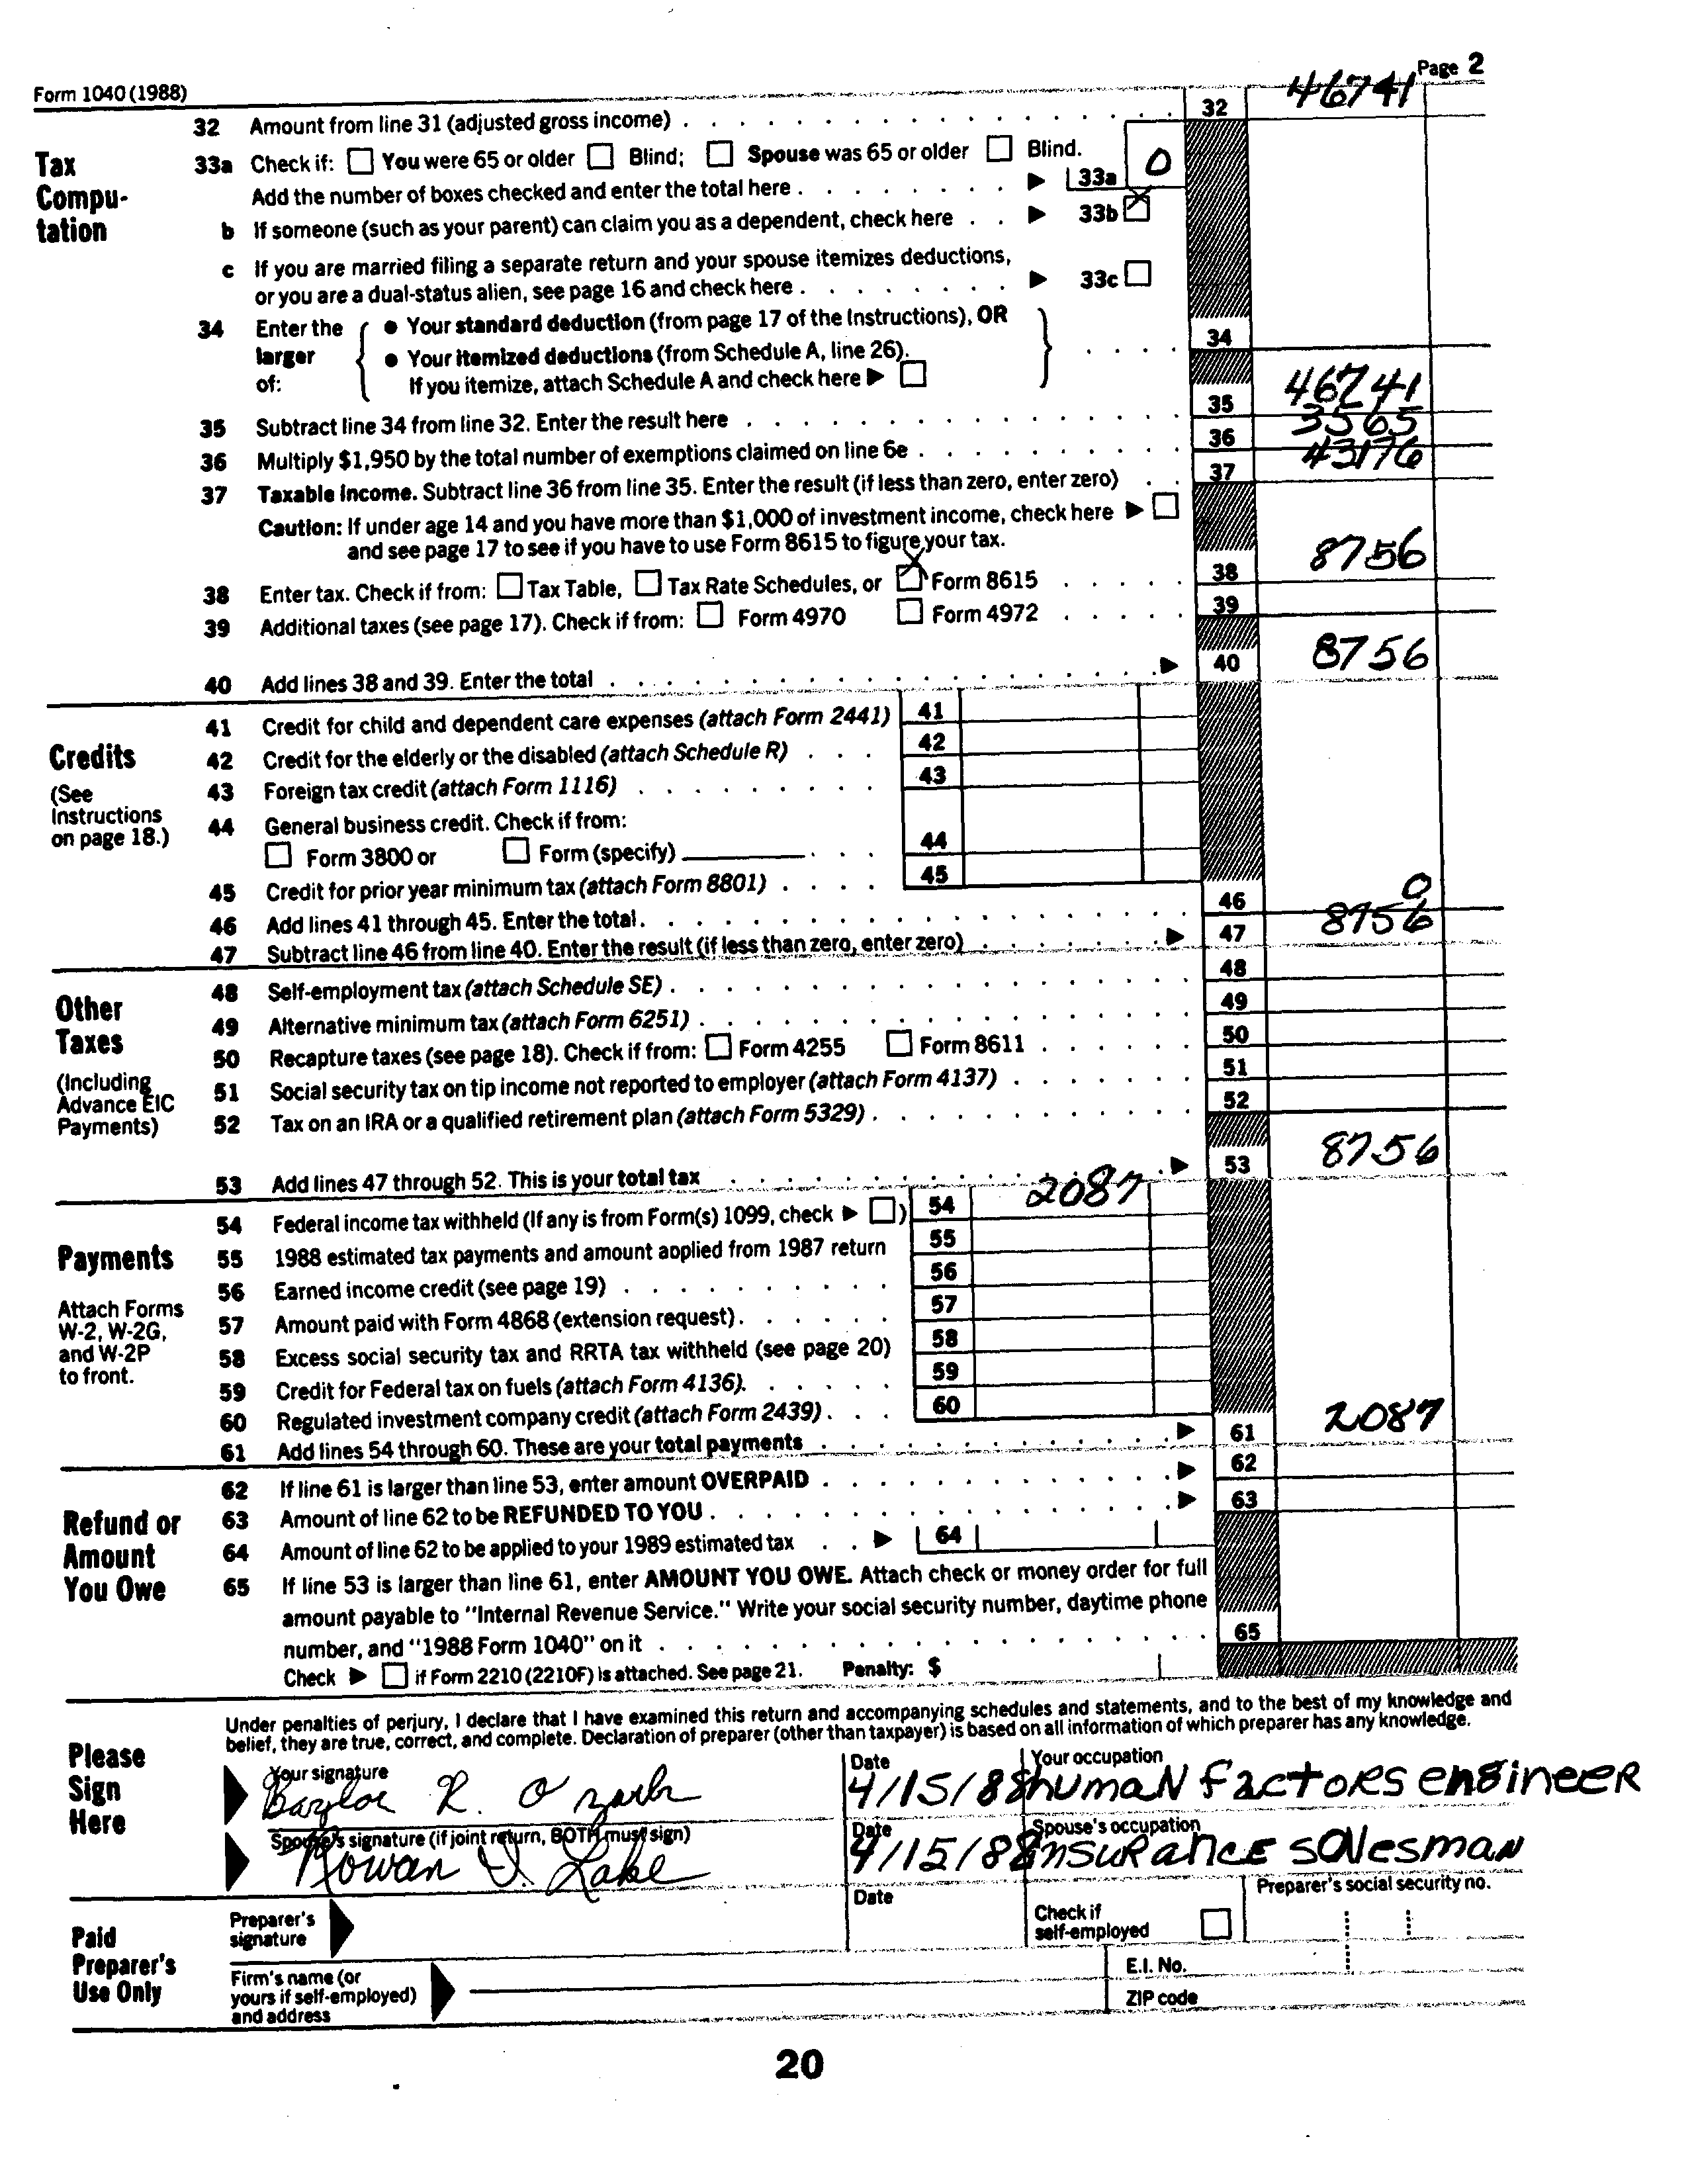 Form 1040 (1988) Page 2
32 Amount from line 31 (adjusted gross income) . . . 32 46741
Tax Compu- tation
33a Check if: ☐ You were 65 or older ☐ Blind; ☐ Spouse was 65 or older ☐ Blind.
Add the number of boxes checked and enter the total here . . . ▶ 33a 0
b If someone (such as your parent) can claim you as a dependent, check here . . ▶ 33b ☒
c If you are married filing a separate return and your spouse itemizes deductions,
or you are a dual-status alien, see page 16 and check here . . . ▶ 33c ☐
34 Enter the larger of: { ● Your standard deduction (from page 17 of the Instructions), OR
● Your itemized deductions (from Schedule A, line 26). } . . . . 34
If you itemize, attach Schedule A and check here ▶ ☐
35 Subtract line 34 from line 32. Enter the result here . . . 35 46741
36 Multiply $1,950 by the total number of exemptions claimed on line 6e . . . 36 3565
37 Taxable income. Subtract line 36 from line 35. Enter the result (if less than zero, enter zero) . . 37 43176
Caution: If under age 14 and you have more than $1,000 of investment income, check here ▶ ☐
and see page 17 to see if you have to use Form 8615 to figure your tax.
38 Enter tax. Check if from: ☐ Tax Table, ☐ Tax Rate Schedules, or ☒ Form 8615 . . . 38 8756
39 Additional taxes (see page 17). Check if from: ☐ Form 4970 ☐ Form 4972 . . . 39
40 Add lines 38 and 39. Enter the total . . . ▶ 40 8756
Credits
(See Instructions on page 18.)
41 Credit for child and dependent care expenses (attach Form 2441) 41
42 Credit for the elderly or the disabled (attach Schedule R) . . . 42
43 Foreign tax credit (attach Form 1116) . . . 43
44 General business credit. Check if from:
☐ Form 3800 or ☐ Form (specify) . . . 44
45 Credit for prior year minimum tax (attach Form 8801) . . . . 45
46 Add lines 41 through 45. Enter the total . . . 46 0
47 Subtract line 46 from line 40. Enter the result (if less than zero, enter zero) . . . ▶ 47 8756
Other Taxes
(Including Advance EIC Payments)
48 Self-employment tax (attach Schedule SE) . . . 48
49 Alternative minimum tax (attach Form 6251) . . . 49
50 Recapture taxes (see page 18). Check if from: ☐ Form 4255 ☐ Form 8611 . . . 50
51 Social security tax on tip income not reported to employer (attach Form 4137) . . . 51
52 Tax on an IRA or a qualified retirement plan (attach Form 5329) . . . 52
53 Add lines 47 through 52. This is your total tax . . . ▶ 53 8756
Payments
Attach Forms W-2, W-2G, and W-2P to front.
54 Federal income tax withheld (If any is from Form(s) 1099, check ▶ ☐) 54 2087
55 1988 estimated tax payments and amount applied from 1987 return 55
56 Earned income credit (see page 19) . . . 56
57 Amount paid with Form 4868 (extension request) . . . 57
58 Excess social security tax and RRTA tax withheld (see page 20) 58
59 Credit for Federal tax on fuels (attach Form 4136). . . . 59
60 Regulated investment company credit (attach Form 2439) . . . 60
61 Add lines 54 through 60. These are your total payments . . . ▶ 61 2087
Refund or Amount You Owe
62 If line 61 is larger than line 53, enter amount OVERPAID . . . ▶ 62
63 Amount of line 62 to be REFUNDED TO YOU . . . ▶ 63
64 Amount of line 62 to be applied to your 1989 estimated tax . . ▶ 64
65 If line 53 is larger than line 61, enter AMOUNT YOU OWE. Attach check or money order for full
amount payable to "Internal Revenue Service." Write your social security number, daytime phone
number, and "1988 Form 1040" on it . . . 65
Check ▶ ☐ if Form 2210 (2210F) is attached. See page 21. Penalty: $
Please Sign Here
Under penalties of perjury, I declare that I have examined this return and accompanying schedules and statements, and to the best of my knowledge and
belief, they are true, correct, and complete. Declaration of preparer (other than taxpayer) is based on all information of which preparer has any knowledge.
Your signature Date Your occupation
Baylor R. Ozark 4/15/88 human factors engineer
Spouse's signature (if joint return, BOTH must sign) Date Spouse's occupation
Rowan J. Lake 4/15/88 insurance salesman
Paid Preparer's Use Only
Preparer's signature Date Check if self-employed ☐ Preparer's social security no.
Firm's name (or yours if self-employed) and address E.I. No.
ZIP code
20